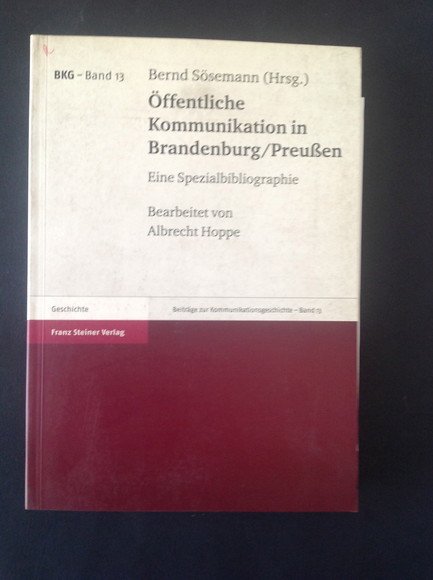 BKG – Band 13
Bernd Sösemann (Hrsg.)
Öffentliche
Kommunikation in
Brandenburg/Preußen
Eine Spezialbibliographie
Bearbeitet von
Albrecht Hoppe
Geschichte
Beiträge zur Kommunikationsgeschichte – Band 13
Franz Steiner Verlag